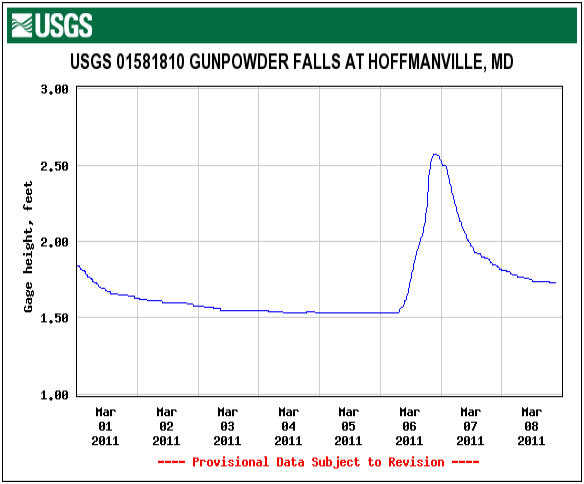 USGS
USGS 01581810 GUNPOWDER FALLS AT HOFFMANVILLE, MD
Gage height, feet
3.00
2.50
2.00
1.50
1.00
Mar Mar Mar Mar Mar Mar Mar Mar
01 02 03 04 05 06 07 08
2011 2011 2011 2011 2011 2011 2011 2011
---- Provisional Data Subject to Revision ----